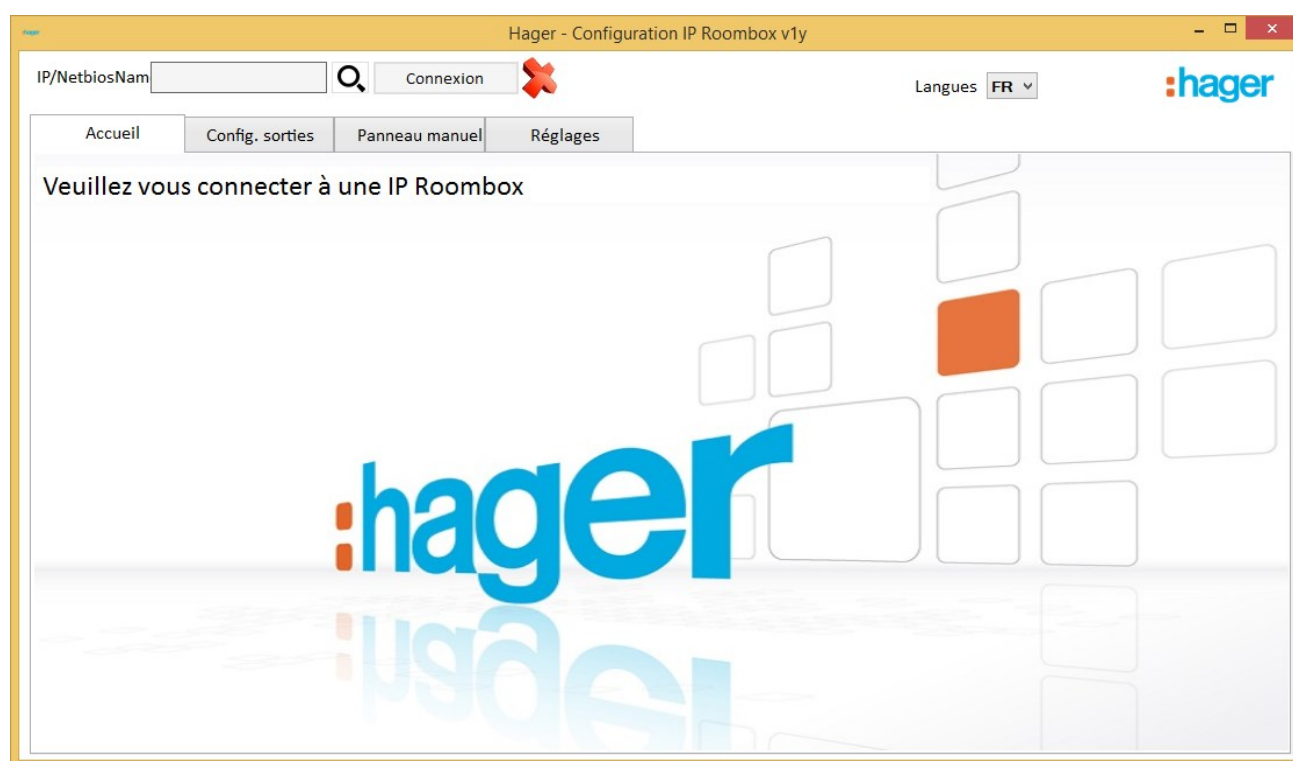 hager
Hager - Configuration IP Roombox v1y
IP/NetbiosNam
Connexion
Langues FR
:hager
Accueil
Config. sorties
Panneau manuel
Réglages
Veuillez vous connecter à une IP Roombox
:hager